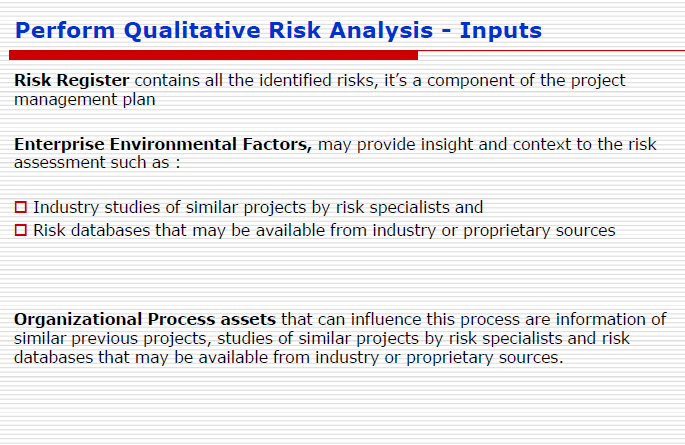 Perform Qualitative Risk Analysis - Inputs
Risk Register contains all the identified risks, it's a component of the project
management plan
Enterprise Environmental Factors, may provide insight and context to the risk
assessment such as :
Industry studies of similar projects by risk specialists and
Risk databases that may be available from industry or proprietary sources
Organizational Process assets that can influence this process are information of
similar previous projects, studies of similar projects by risk specialists and risk
databases that may be available from industry or proprietary sources.